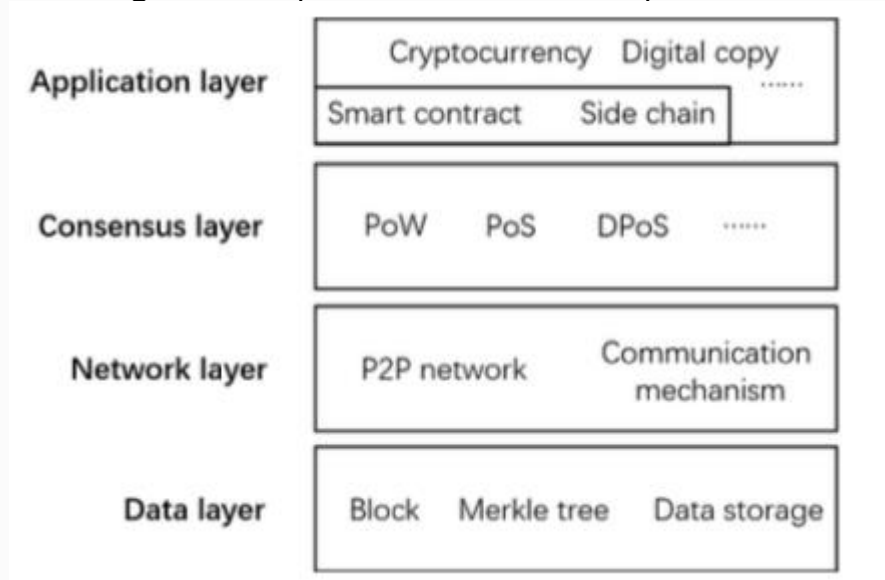 Application layer
Cryptocurrency Digital copy
......
Smart contract Side chain
Consensus layer
PoW PoS DPoS ......
Network layer
P2P network
Communication
mechanism
Data layer
Block Merkle tree Data storage